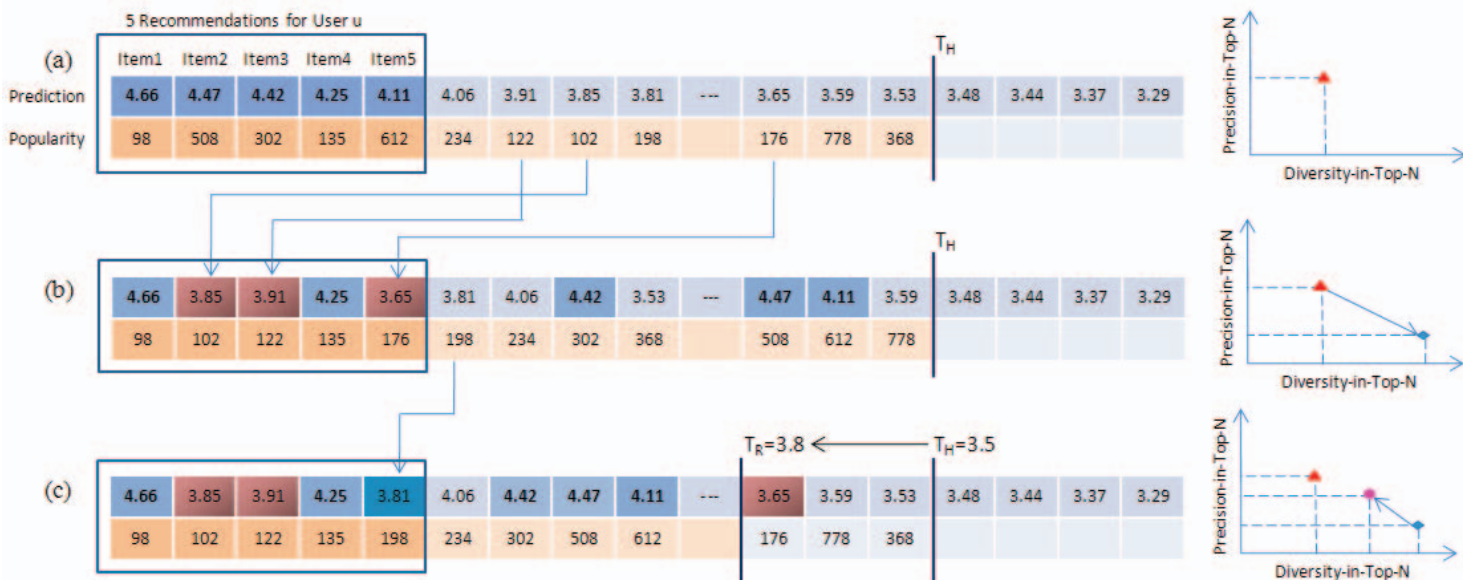 5 Recommendations for User u
(a)
Item1 Item2 Item3 Item4 Item5
T_H
Prediction 4.66 4.47 4.42 4.25 4.11 4.06 3.91 3.85 3.81 --- 3.65 3.59 3.53 3.48 3.44 3.37 3.29
Popularity 98 508 302 135 612 234 122 102 198 176 778 368
Precision-in-Top-N
Diversity-in-Top-N
T_H
(b)
4.66 3.85 3.91 4.25 3.65 3.81 4.06 4.42 3.53 --- 4.47 4.11 3.59 3.48 3.44 3.37 3.29
98 102 122 135 176 198 234 302 368 508 612 778
Precision-in-Top-N
Diversity-in-Top-N
T_R=3.8 T_H=3.5
(c)
4.66 3.85 3.91 4.25 3.81 4.06 4.42 4.47 4.11 --- 3.65 3.59 3.53 3.48 3.44 3.37 3.29
98 102 122 135 198 234 302 508 612 176 778 368
Precision-in-Top-N
Diversity-in-Top-N